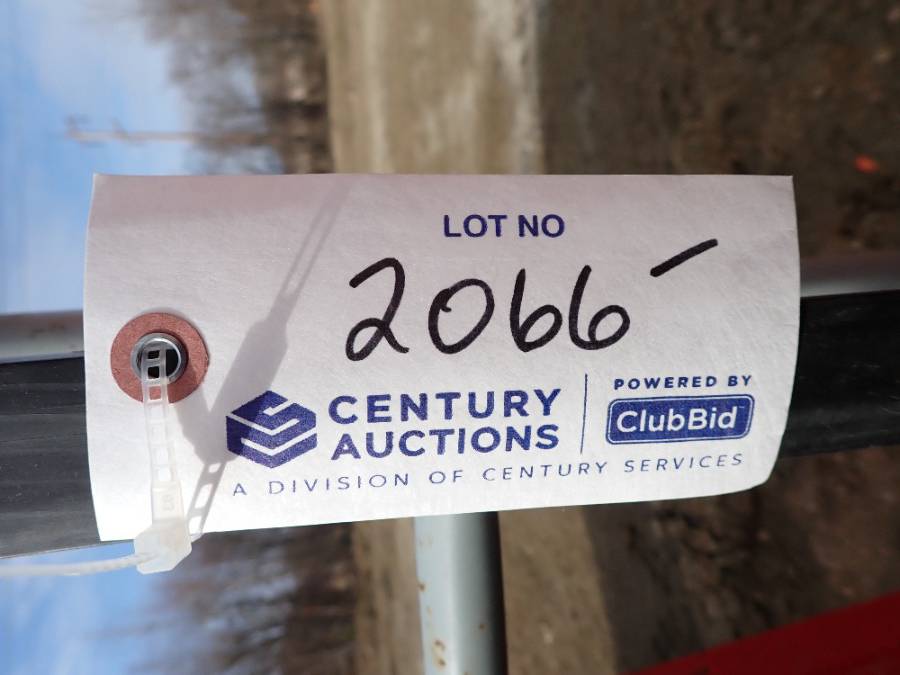 LOT NO
2066-
CENTURY
AUCTIONS
POWERED BY
ClubBid
A DIVISION OF CENTURY SERVICES